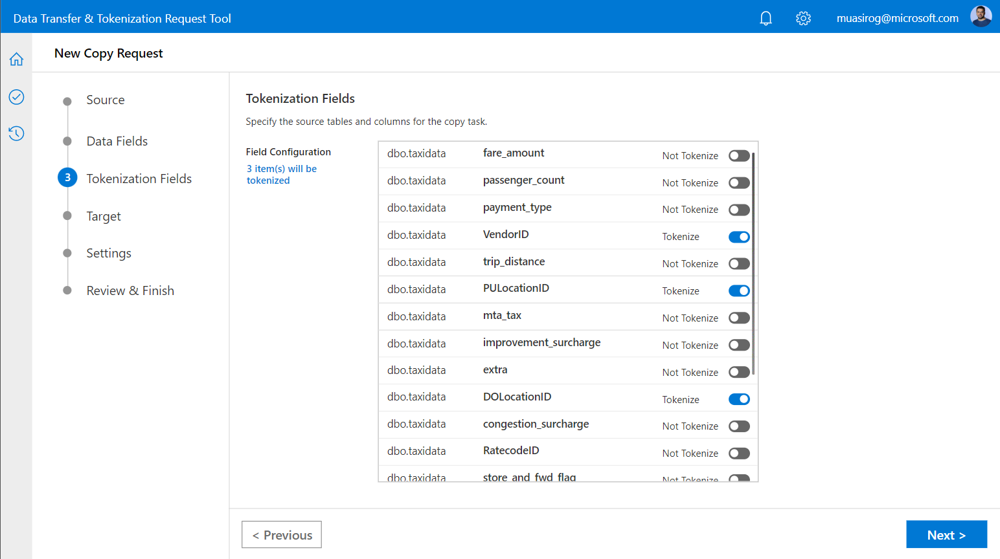 Data Transfer & Tokenization Request Tool
muasirog@microsoft.com
New Copy Request
Source
Data Fields
3 Tokenization Fields
Target
Settings
Review & Finish
Tokenization Fields
Specify the source tables and columns for the copy task.
Field Configuration
3 item(s) will be
tokenized
dbo.taxidata fare_amount Not Tokenize
dbo.taxidata passenger_count Not Tokenize
dbo.taxidata payment_type Not Tokenize
dbo.taxidata VendorID Tokenize
dbo.taxidata trip_distance Not Tokenize
dbo.taxidata PULocationID Tokenize
dbo.taxidata mta_tax Not Tokenize
dbo.taxidata improvement_surcharge Not Tokenize
dbo.taxidata extra Not Tokenize
dbo.taxidata DOLocationID Tokenize
dbo.taxidata congestion_surcharge Not Tokenize
dbo.taxidata RatecodeID Not Tokenize
dbo.taxidata store_and_fwd_flag Not Tokenize
< Previous
Next >